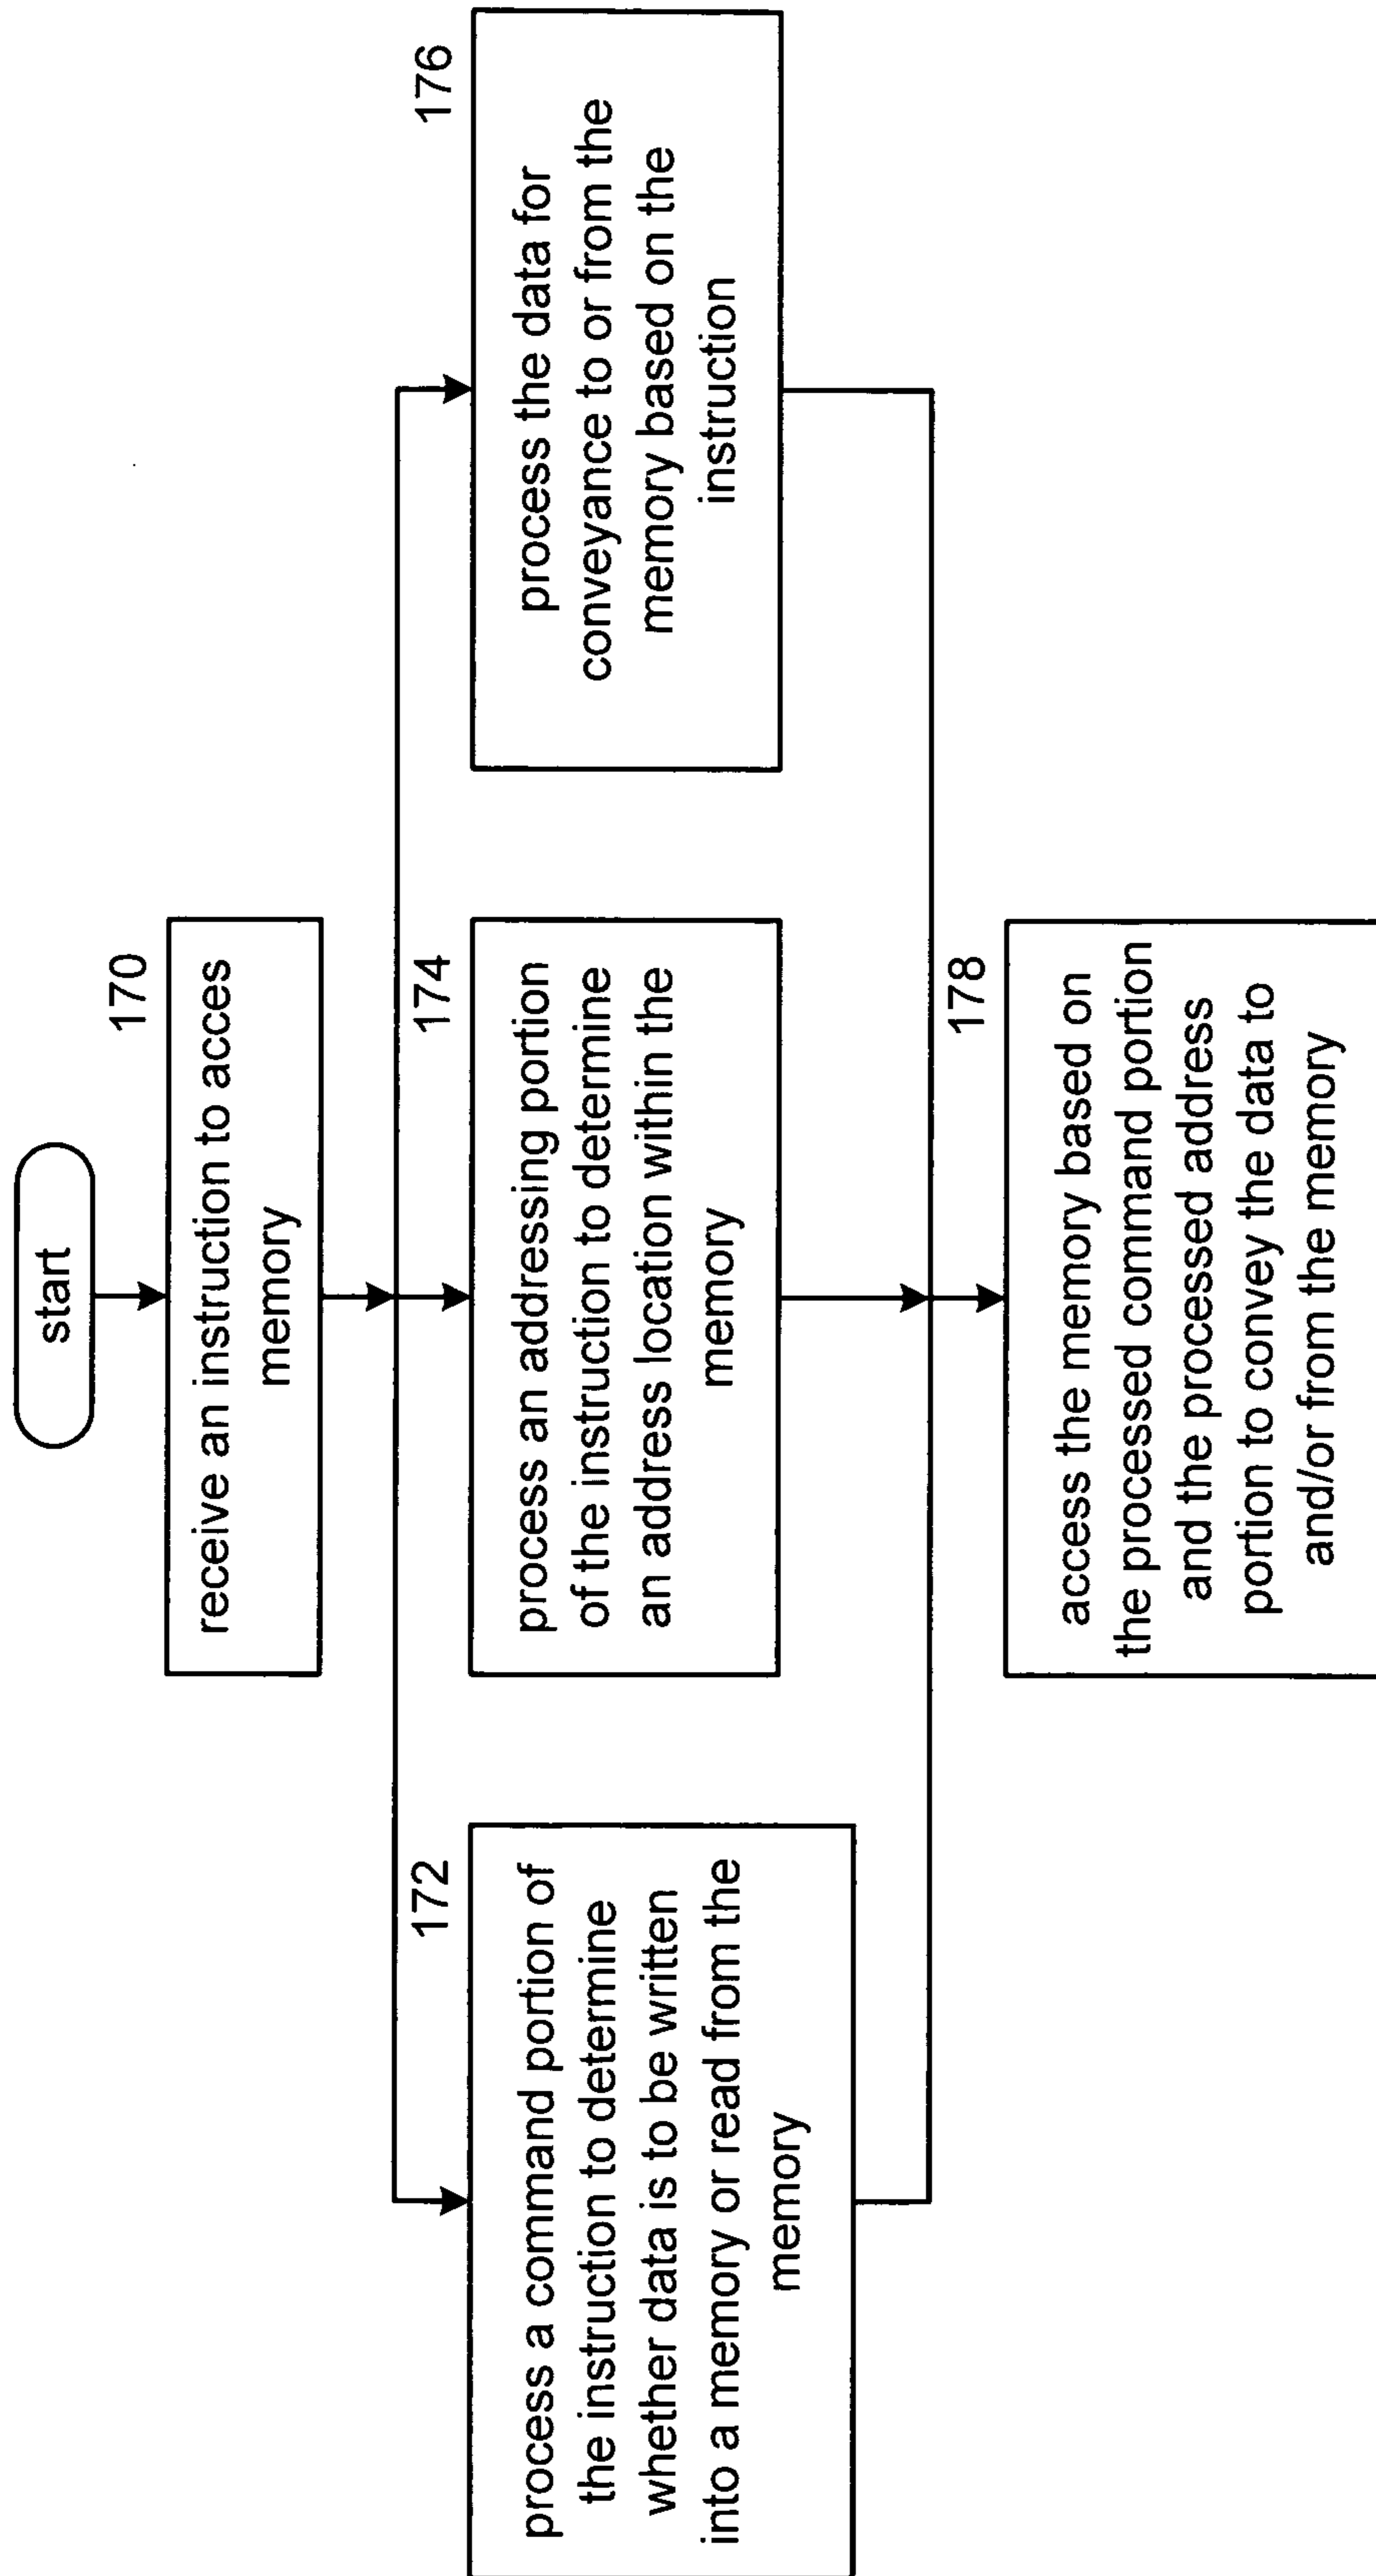 start
170
receive an instruction to acces
memory
172
process a command portion of
the instruction to determine
whether data is to be written
into a memory or read from the
memory
174
process an addressing portion
of the instruction to determine
an address location within the
memory
176
process the data for
conveyance to or from the
memory based on the
instruction
178
access the memory based on
the processed command portion
and the processed address
portion to convey the data to
and/or from the memory